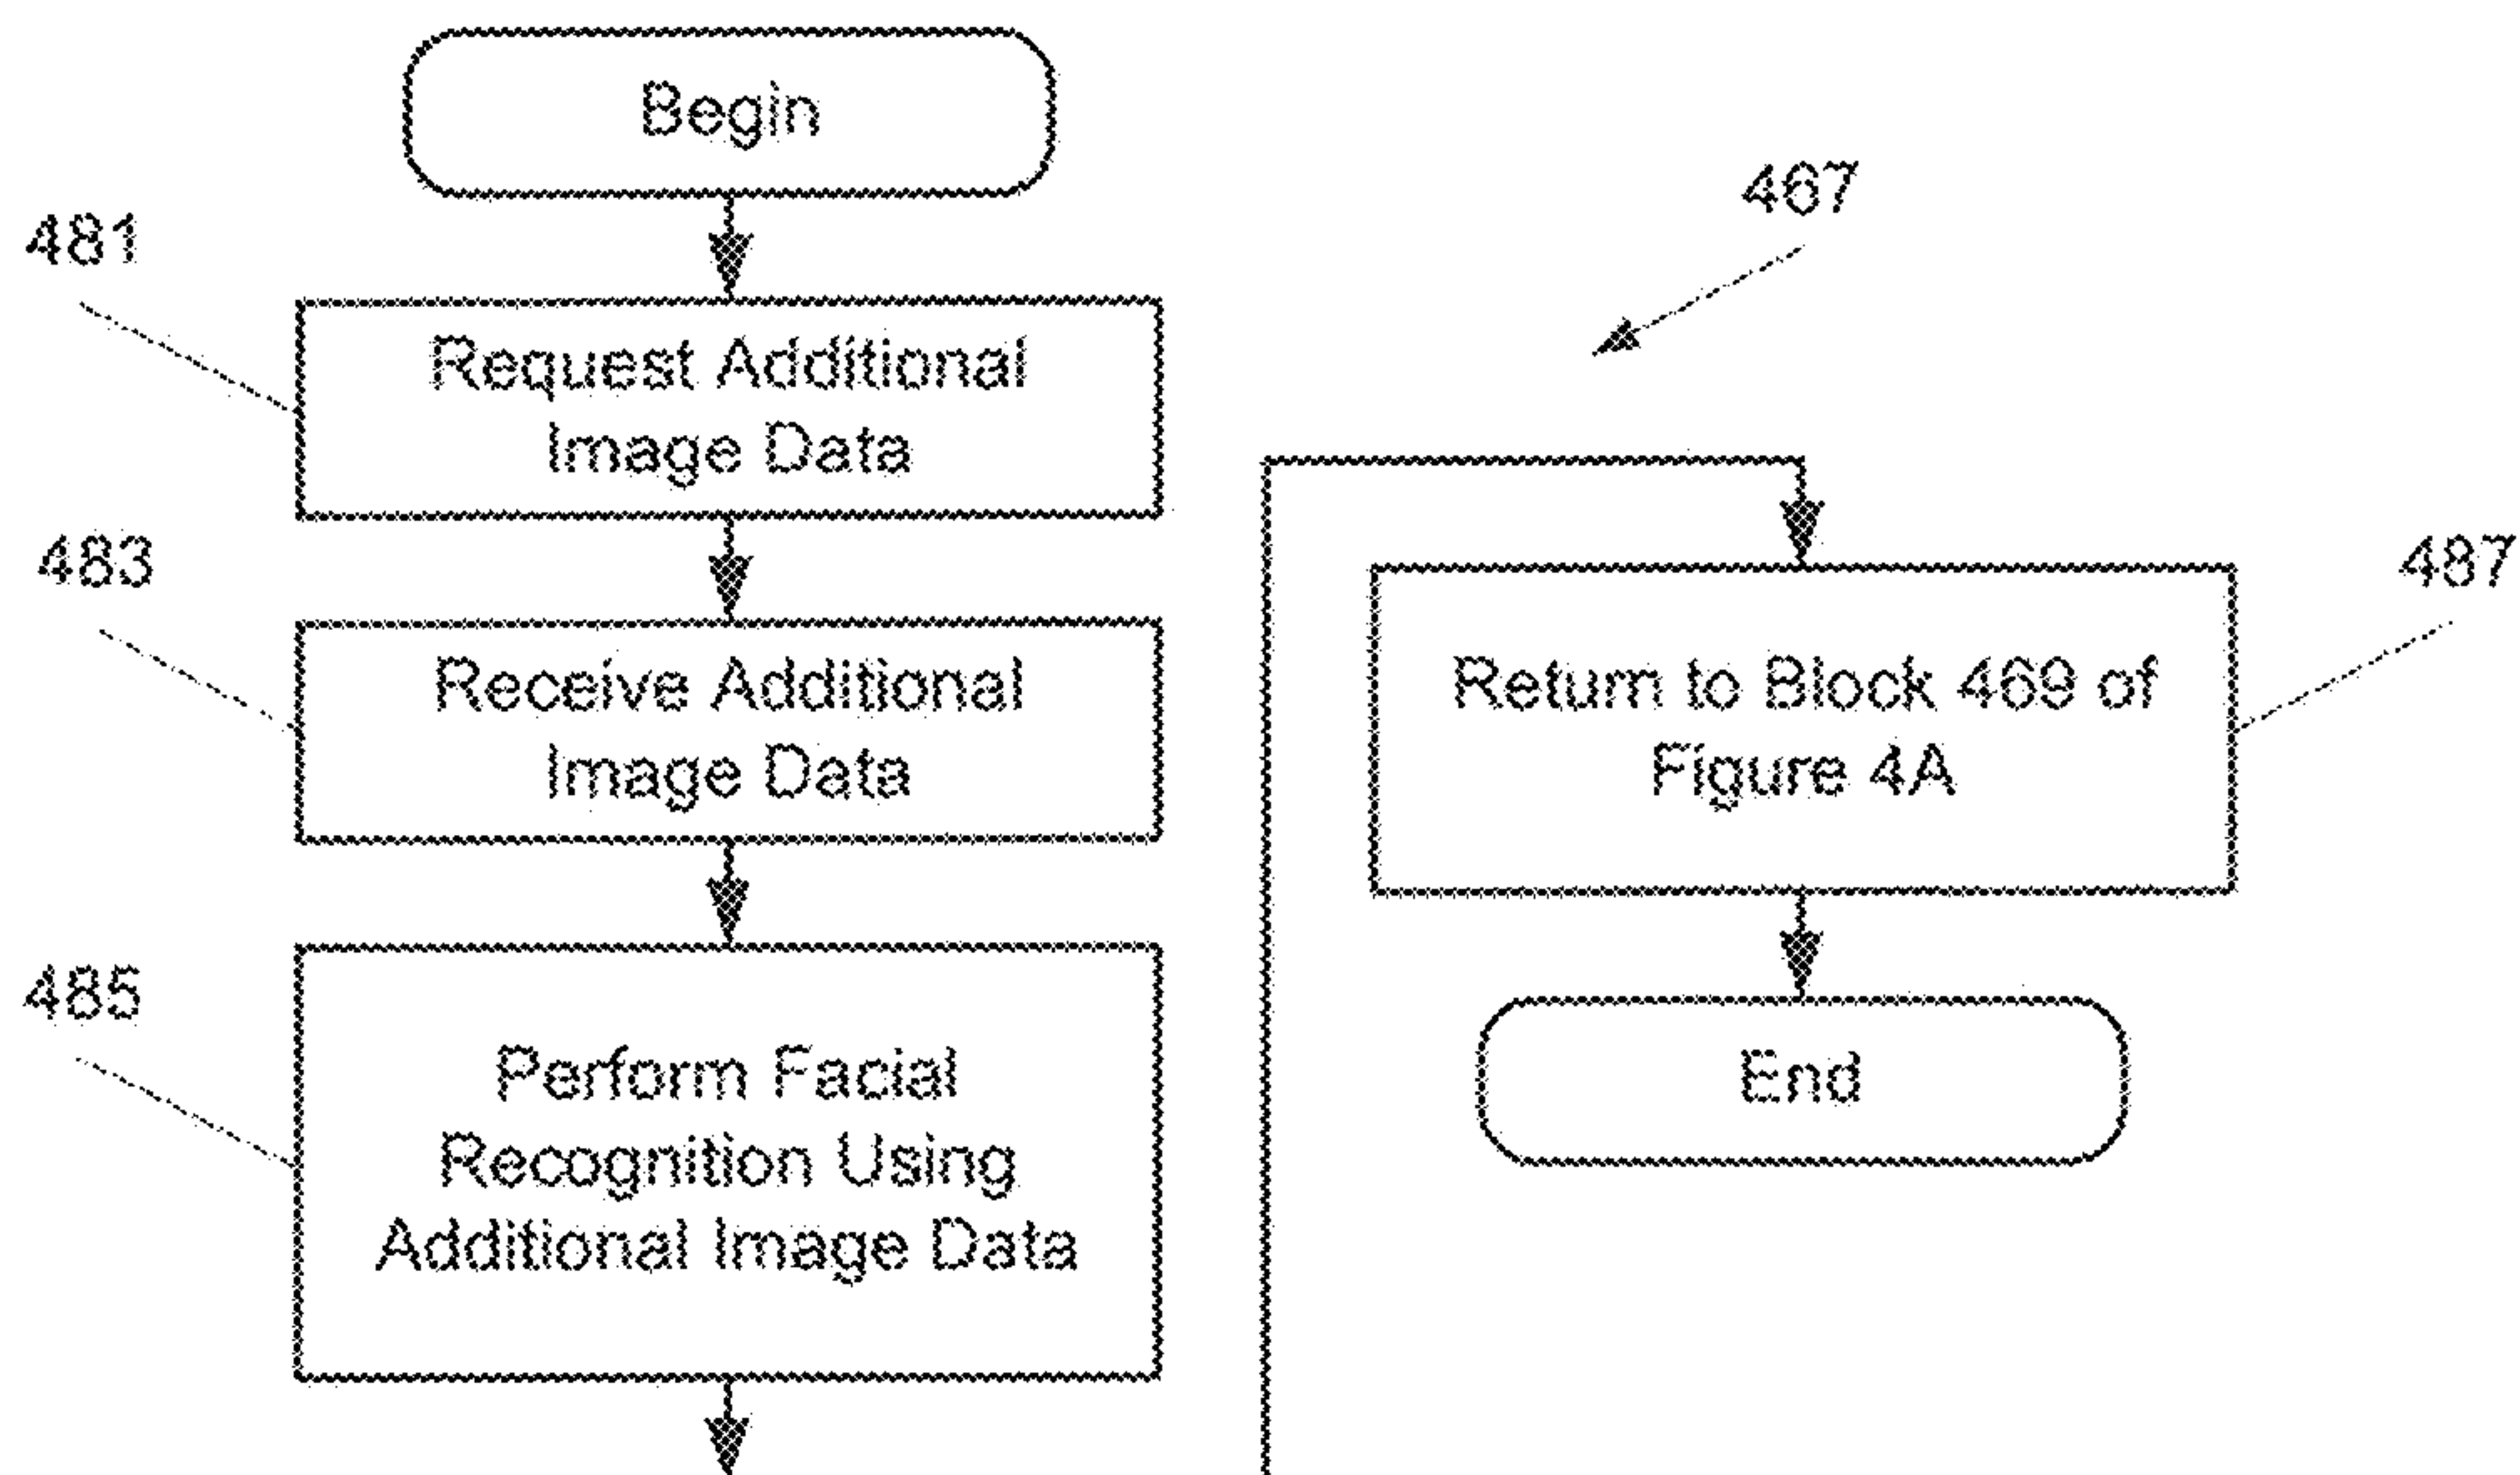 Begin
467
481
Request Additional
Image Data
483
Receive Additional
Image Data
485
Perform Facial
Recognition Using
Additional Image Data
487
Return to Block 469 of
Figure 4A
End